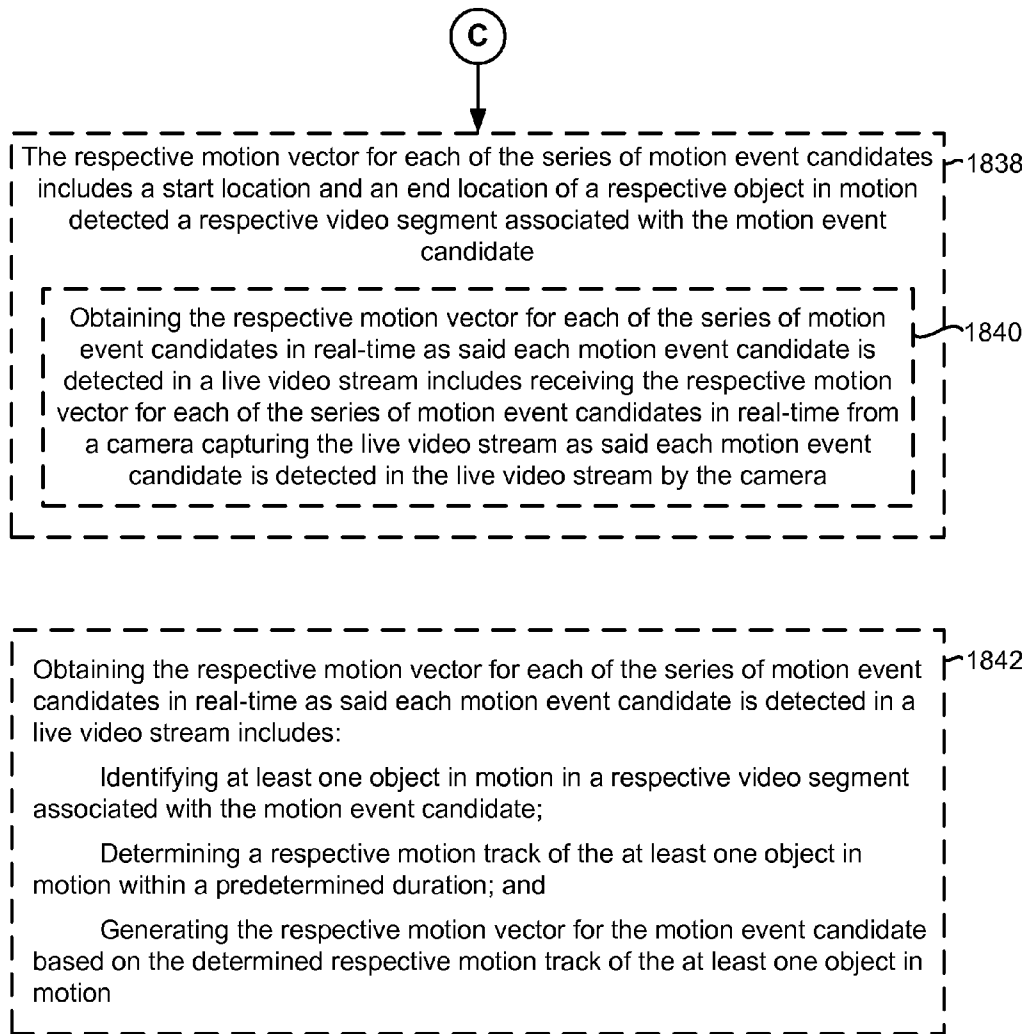 C
The respective motion vector for each of the series of motion event candidates
includes a start location and an end location of a respective object in motion
detected a respective video segment associated with the motion event
candidate
1838
Obtaining the respective motion vector for each of the series of motion
event candidates in real-time as said each motion event candidate is
detected in a live video stream includes receiving the respective motion
vector for each of the series of motion event candidates in real-time from
a camera capturing the live video stream as said each motion event
candidate is detected in the live video stream by the camera
1840
Obtaining the respective motion vector for each of the series of motion event
candidates in real-time as said each motion event candidate is detected in a
live video stream includes:
1842
Identifying at least one object in motion in a respective video segment
associated with the motion event candidate;
Determining a respective motion track of the at least one object in
motion within a predetermined duration; and
Generating the respective motion vector for the motion event candidate
based on the determined respective motion track of the at least one object in
motion